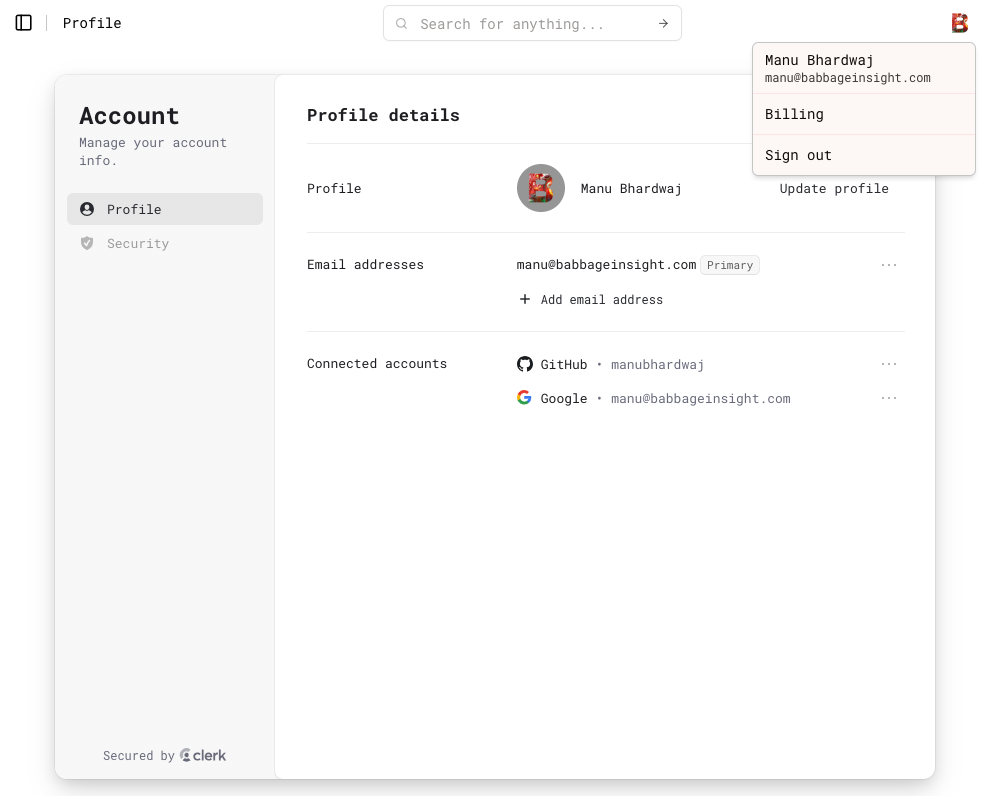 Profile
Search for anything...
Manu Bhardwaj
manu@babbageinsight.com
Billing
Sign out
Account
Manage your account
info.
Profile
Security
Secured by clerk
Profile details
Profile
Manu Bhardwaj
Update profile
Email addresses
manu@babbageinsight.com Primary
Add email address
Connected accounts
GitHub • manubhardwaj
Google • manu@babbageinsight.com